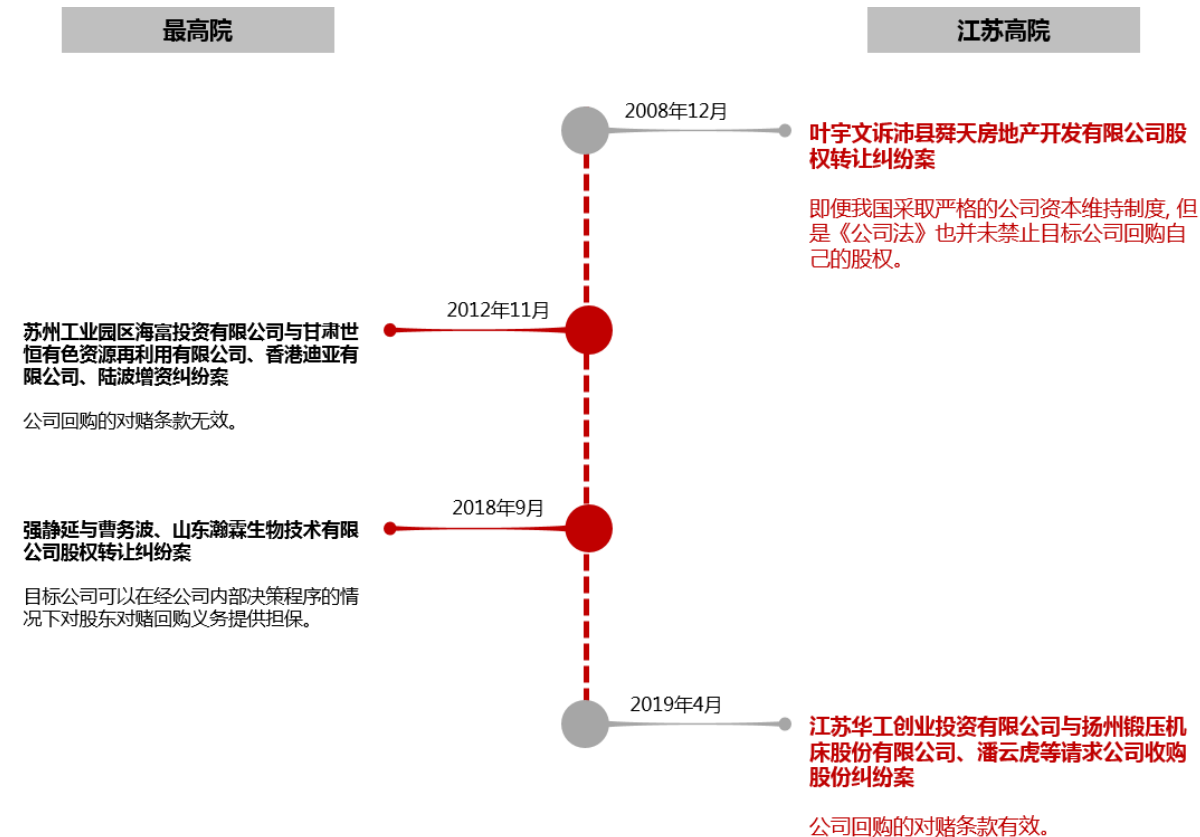 最高院
江苏高院
2008年12月
叶宇文诉沛县舜天房地产开发有限公司股
权转让纠纷案
即便我国采取严格的公司资本维持制度, 但
是《公司法》也并未禁止目标公司回购自
己的股权。
2012年11月
苏州工业园区海富投资有限公司与甘肃世
恒有色资源再利用有限公司、香港迪亚有
限公司、陆波增资纠纷案
公司回购的对赌条款无效。
2018年9月
强静延与曹务波、山东瀚霖生物技术有限
公司股权转让纠纷案
目标公司可以在经公司内部决策程序的情
况下对股东对赌回购义务提供担保。
2019年4月
江苏华工创业投资有限公司与扬州锻压机
床股份有限公司、潘云虎等请求公司收购
股份纠纷案
公司回购的对赌条款有效。